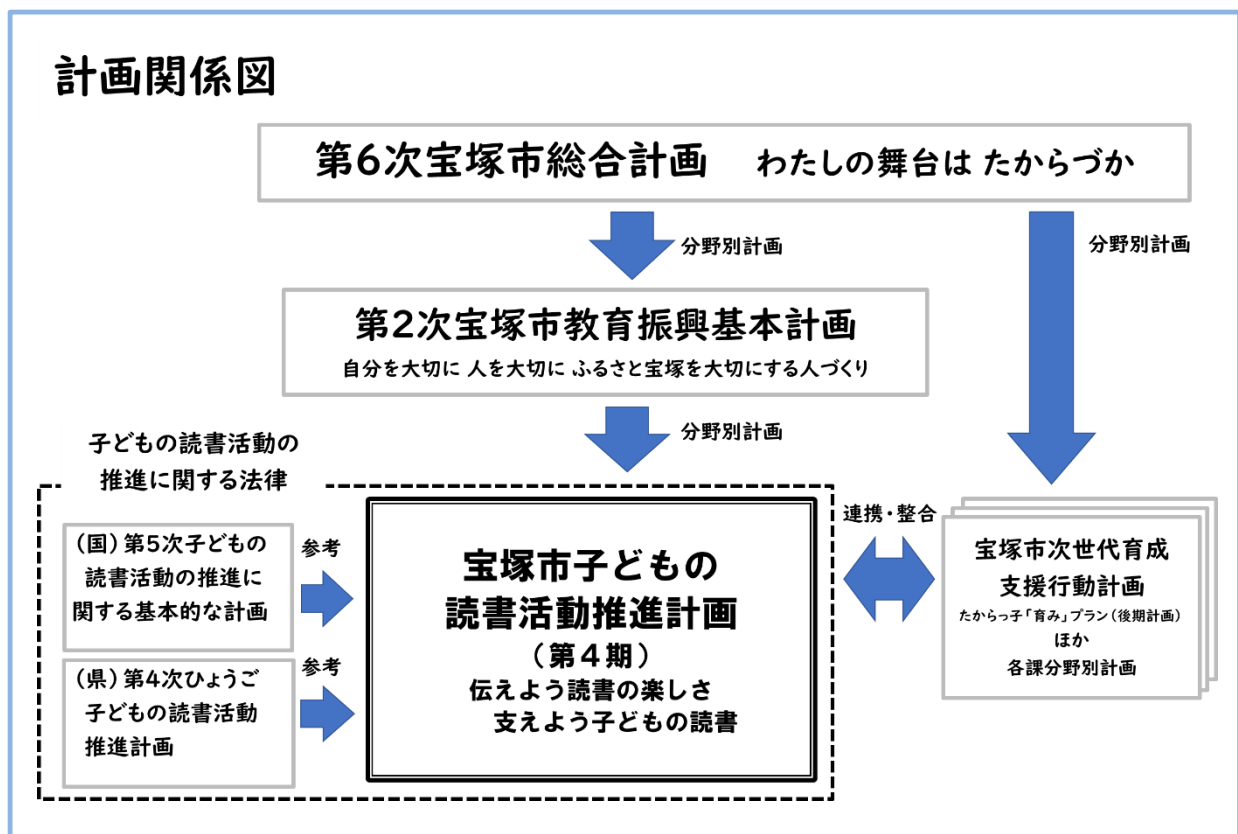 計画関係図
第6次宝塚市総合計画 わたしの舞台は たからづか
分野別計画
分野別計画
第2次宝塚市教育振興基本計画
自分を大切に 人を大切に ふるさと宝塚を大切にする人づくり
分野別計画
子どもの読書活動の
推進に関する法律
(国)第5次子どもの
読書活動の推進に
関する基本的な計画
参考
(県)第4次ひょうご
子どもの読書活動
推進計画
参考
宝塚市子どもの
読書活動推進計画
(第4期)
伝えよう読書の楽しさ
支えよう子どもの読書
連携・整合
宝塚市次世代育成
支援行動計画
たからっ子「育み」プラン(後期計画)
ほか
各課分野別計画